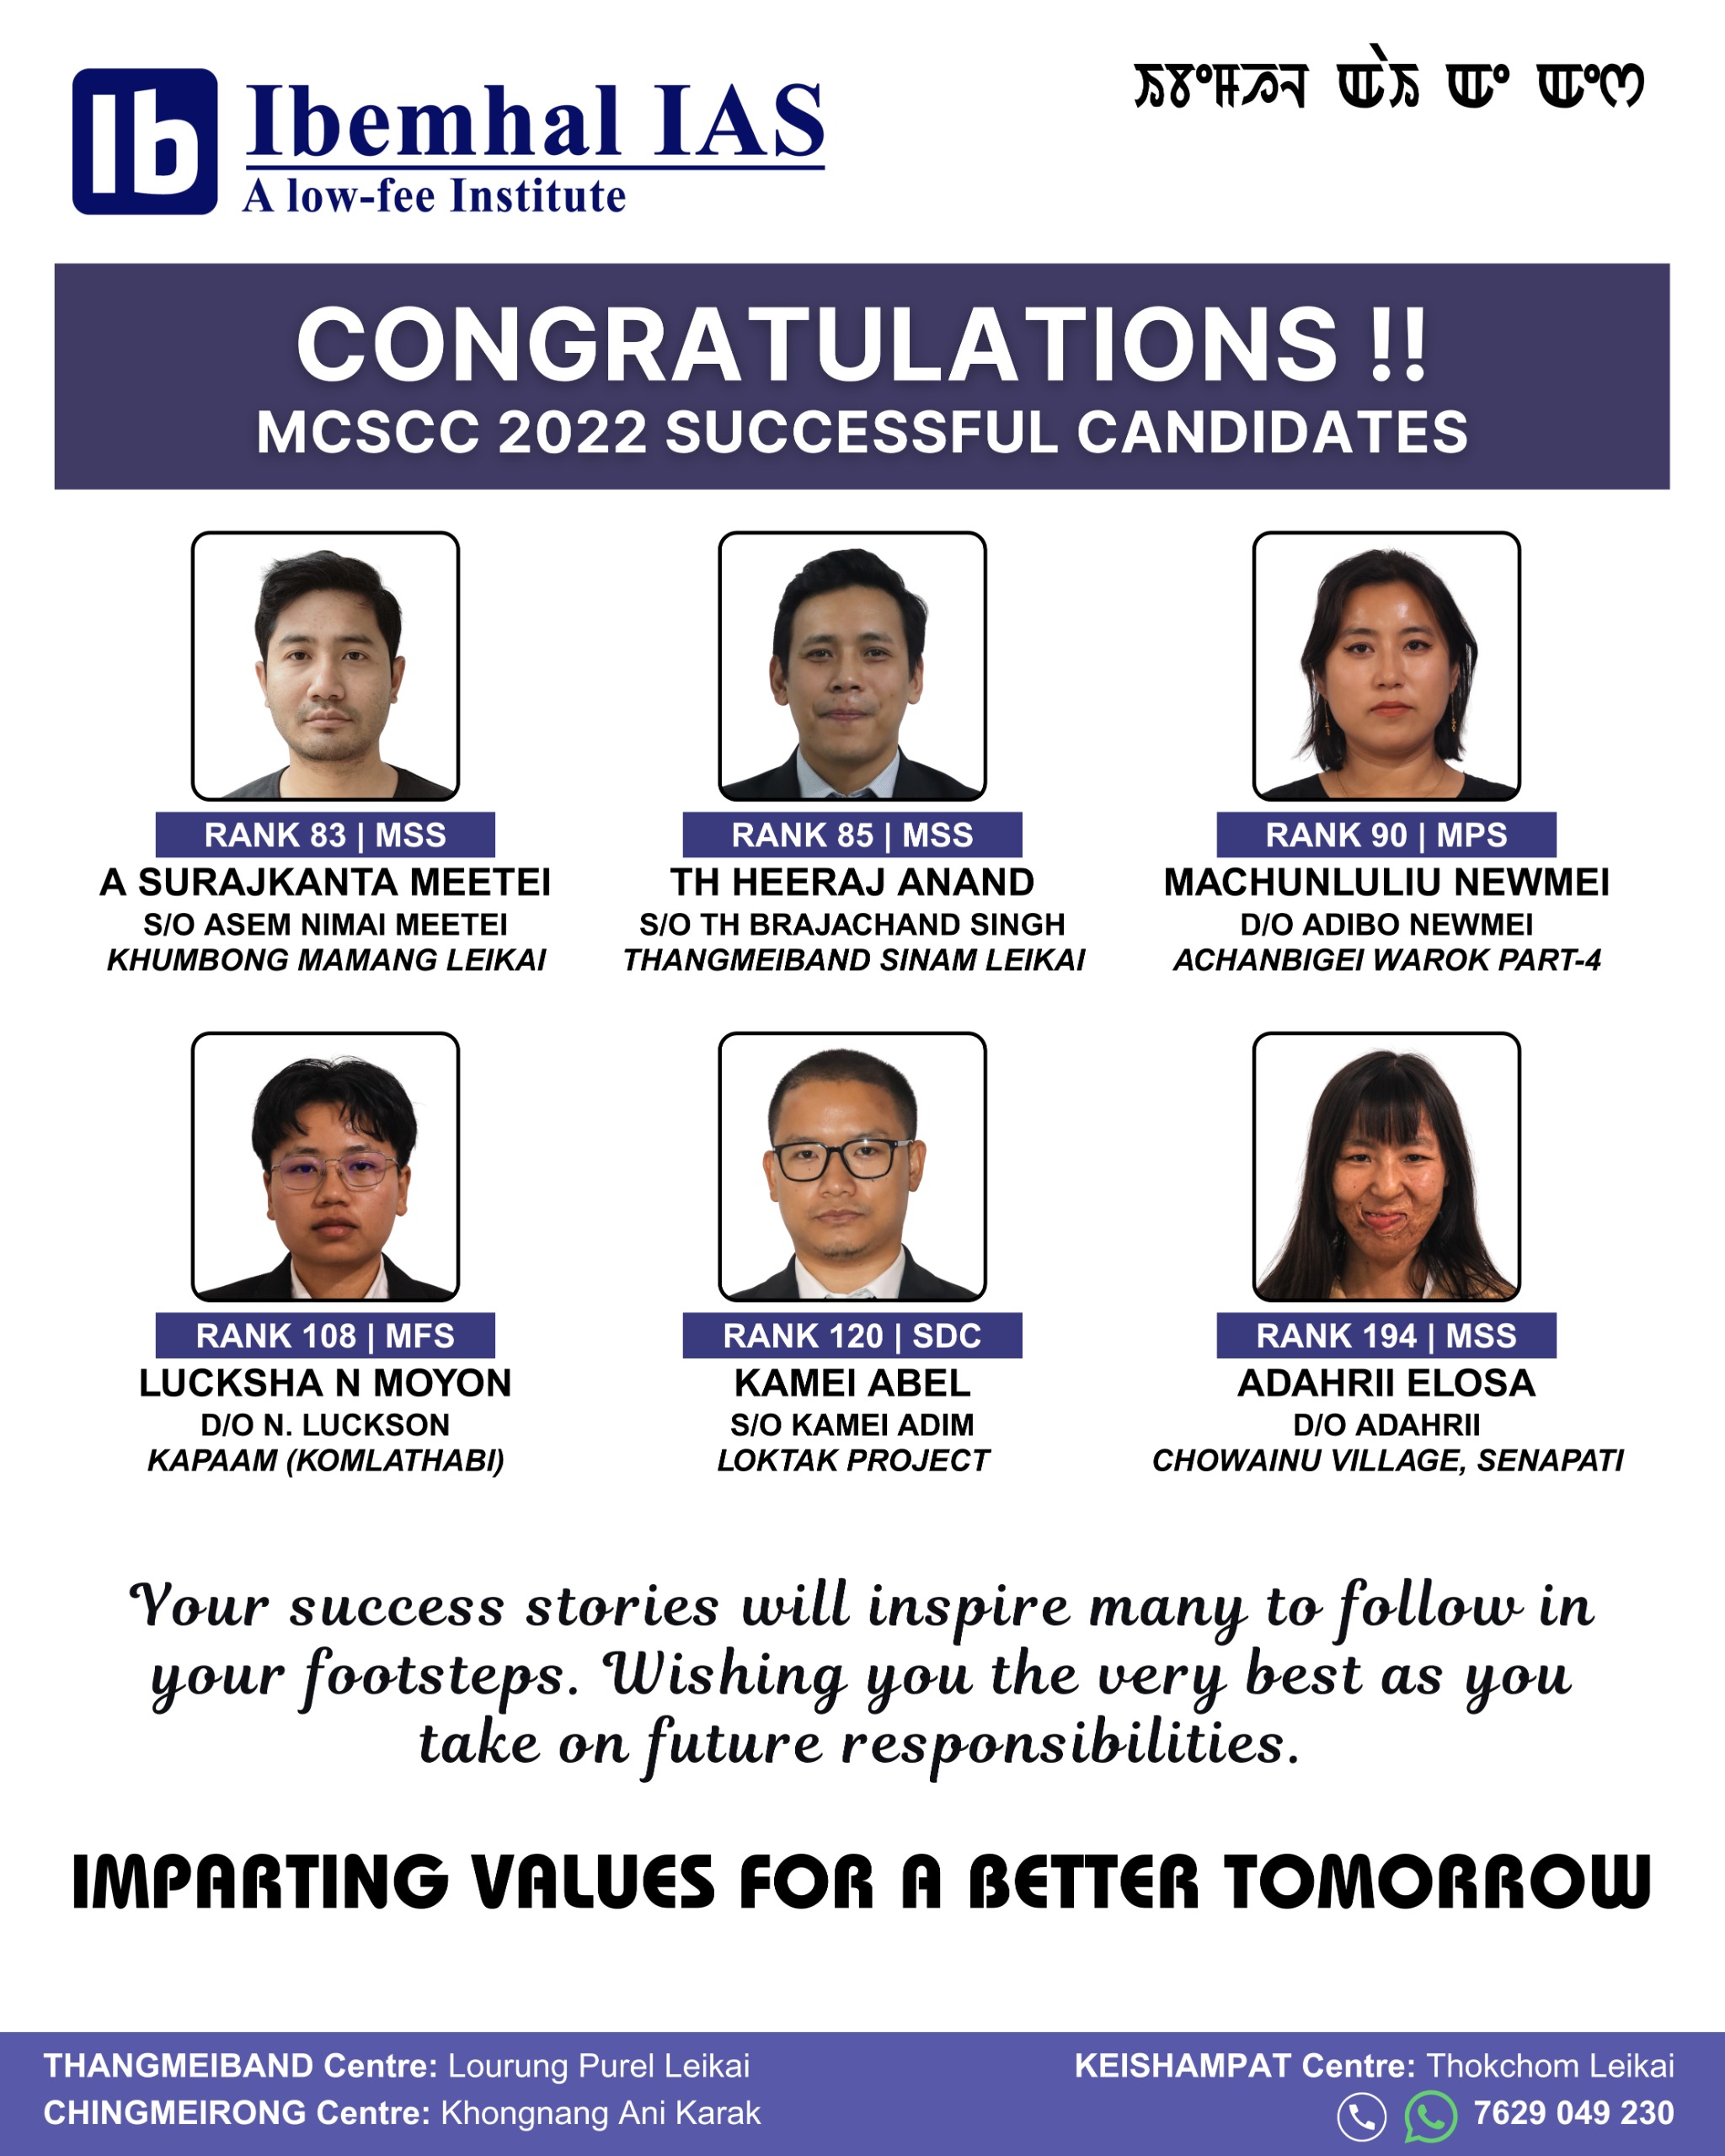 Ib
Ibemhal IAS
A low-fee Institute
CONGRATULATIONS !!
MCSCC 2022 SUCCESSFUL CANDIDATES
RANK 83 | MSS
A SURAJKANTA MEETEI
S/O ASEM NIMAI MEETEI
KHUMBONG MAMANG LEIKAI
RANK 85 | MSS
TH HEERAJ ANAND
S/O TH BRAJACHAND SINGH
THANGMEIBAND SINAM LEIKAI
RANK 90 | MPS
MACHUNLULIU NEWMEI
D/O ADIBO NEWMEI
ACHANBIGEI WAROK PART-4
RANK 108 | MFS
LUCKSHA N MOYON
D/O N. LUCKSON
KAPAAM (KOMLATHABI)
RANK 120 | SDC
KAMEI ABEL
S/O KAMEI ADIM
LOKTAK PROJECT
RANK 194 | MSS
ADAHRII ELOSA
D/O ADAHRII
CHOWAINU VILLAGE, SENAPATI
Your success stories will inspire many to follow in
your footsteps. Wishing you the very best as you
take on future responsibilities.
IMPARTING VALUES FOR A BETTER TOMORROW
THANGMEIBAND Centre: Lourung Purel Leikai
CHINGMEIRONG Centre: Khongnang Ani Karak
KEISHAMPAT Centre: Thokchom Leikai
7629 049 230